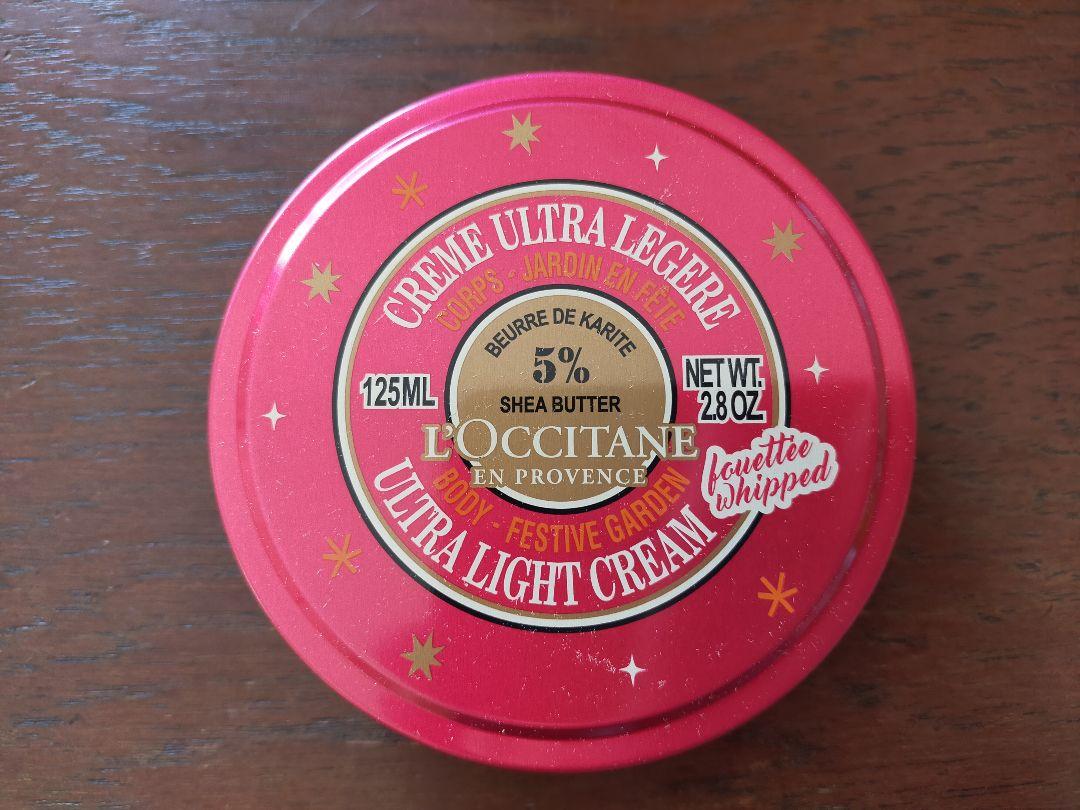 CREME ULTRA LEGERE
CORPS - JARDIN EN FÊTE
BEURRE DE KARITE
5%
SHEA BUTTER
125ML
NET WT.
2.8 OZ.
L'OCCITANE
EN PROVENCE
fouettée
whipped
BODY - FESTIVE GARDEN
ULTRA LIGHT CREAM